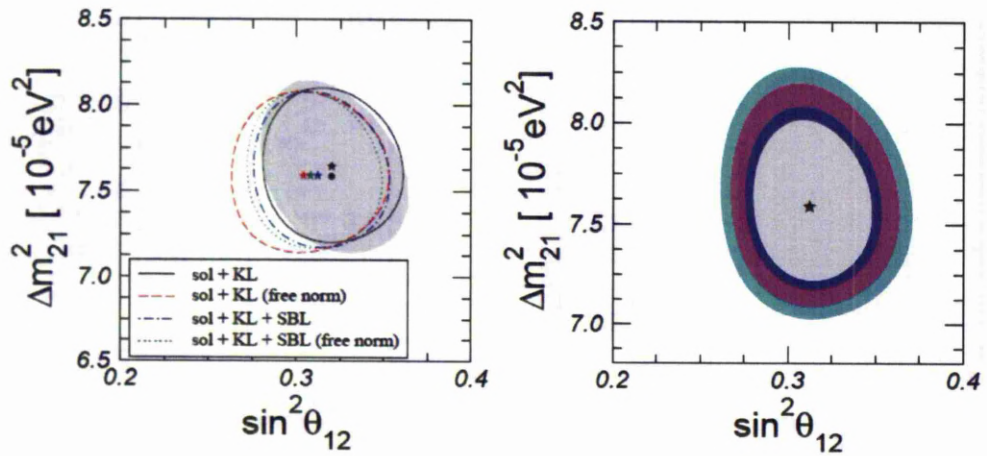 8.5
8.0
7.5
7.0
6.5
Δm²₂₁ [ 10⁻⁵eV²]
sol + KL
sol + KL (free norm)
sol + KL + SBL
sol + KL + SBL (free norm)
0.2 0.3 0.4
sin²θ₁₂
8.5
8.0
7.5
7.0
Δm²₂₁ [ 10⁻⁵eV²]
0.2 0.3 0.4
sin²θ₁₂